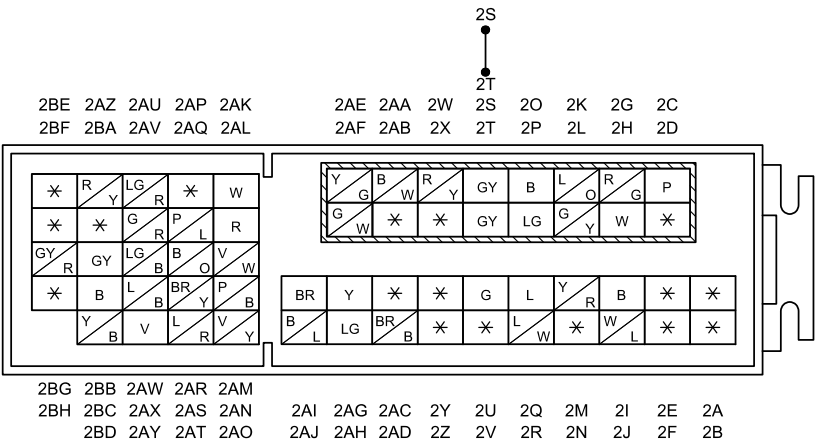 2S
2T
2BE 2AZ 2AU 2AP 2AK 2AE 2AA 2W 2S 2O 2K 2G 2C
2BF 2BA 2AV 2AQ 2AL 2AF 2AB 2X 2T 2P 2L 2H 2D
* R/Y LG/R * W Y/G B/W R/Y GY B L/O R/G P
* * G/R P/L R G/W * * GY LG G/Y W *
GY/R GY LG/B B/O V/W
* B L/B BR/Y P/B BR Y * * G L Y/R B * *
Y/B V L/R V/Y B/L LG BR/B * * L/W * W/L * *
2BG 2BB 2AW 2AR 2AM
2BH 2BC 2AX 2AS 2AN 2AI 2AG 2AC 2Y 2U 2Q 2M 2I 2E 2A
2BD 2AY 2AT 2AO 2AJ 2AH 2AD 2Z 2V 2R 2N 2J 2F 2B